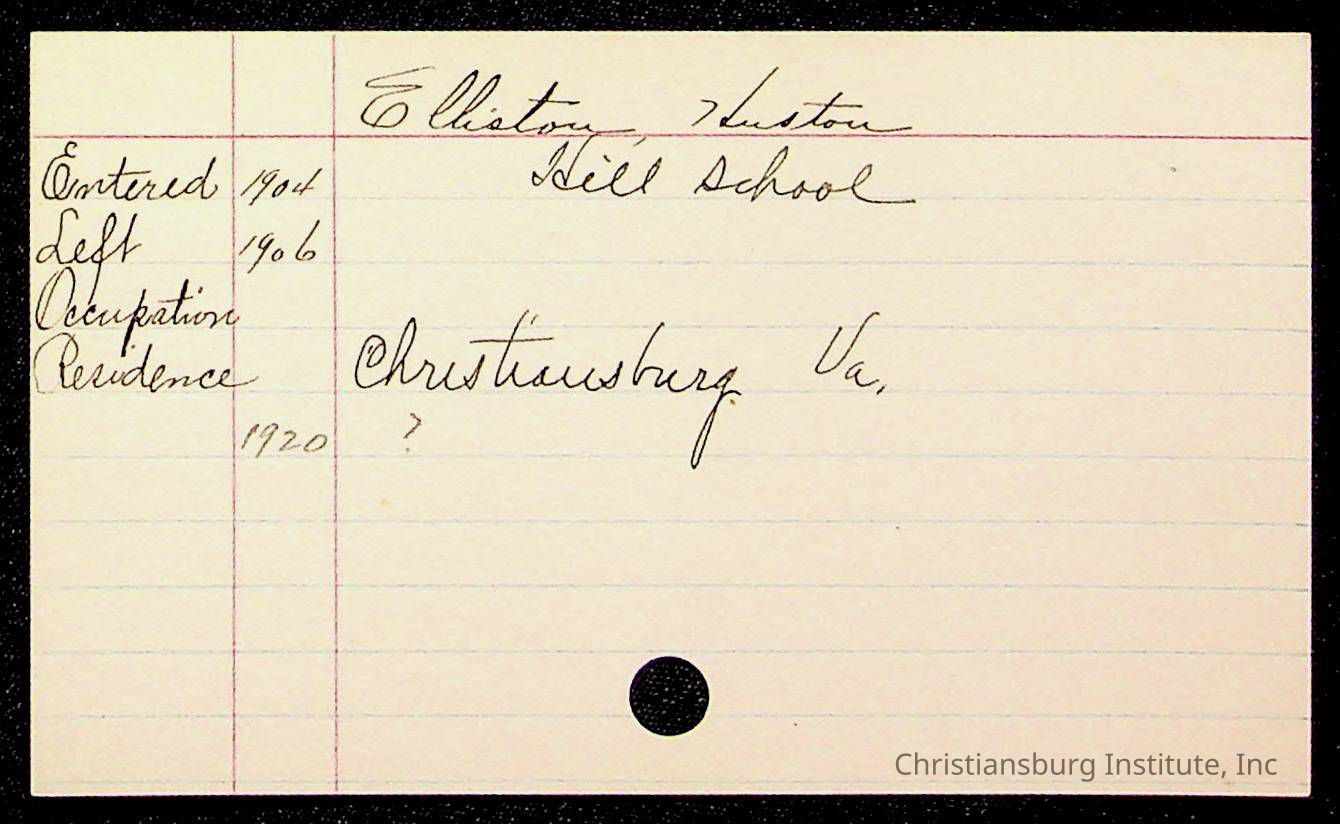 Elliston, Huston
Entered 1904 Hill School
Left 1906
Occupation
Residence Christiansburg Va.
1920 ?
Christiansburg Institute, Inc